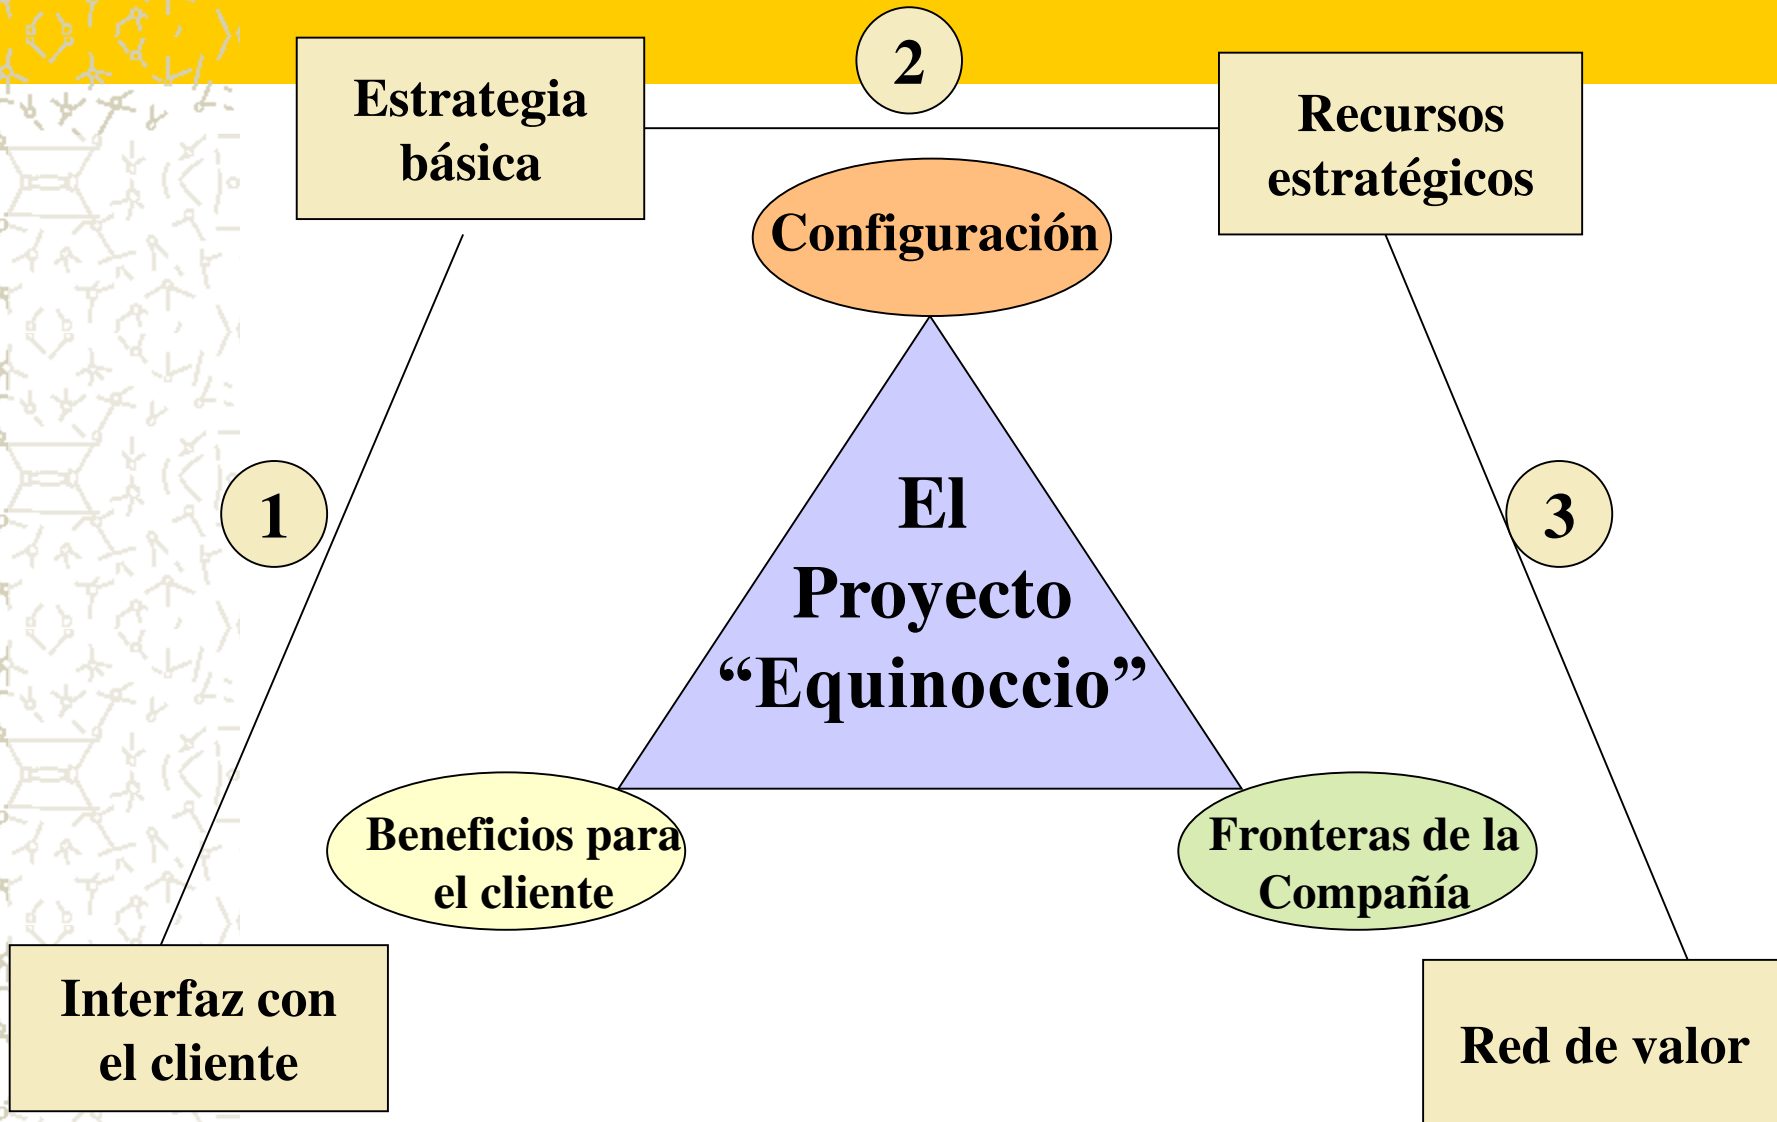 2
Estrategia
básica
Recursos
estratégicos
Configuración
1
3
El
Proyecto
“Equinoccio”
Beneficios para
el cliente
Fronteras de la
Compañía
Interfaz con
el cliente
Red de valor